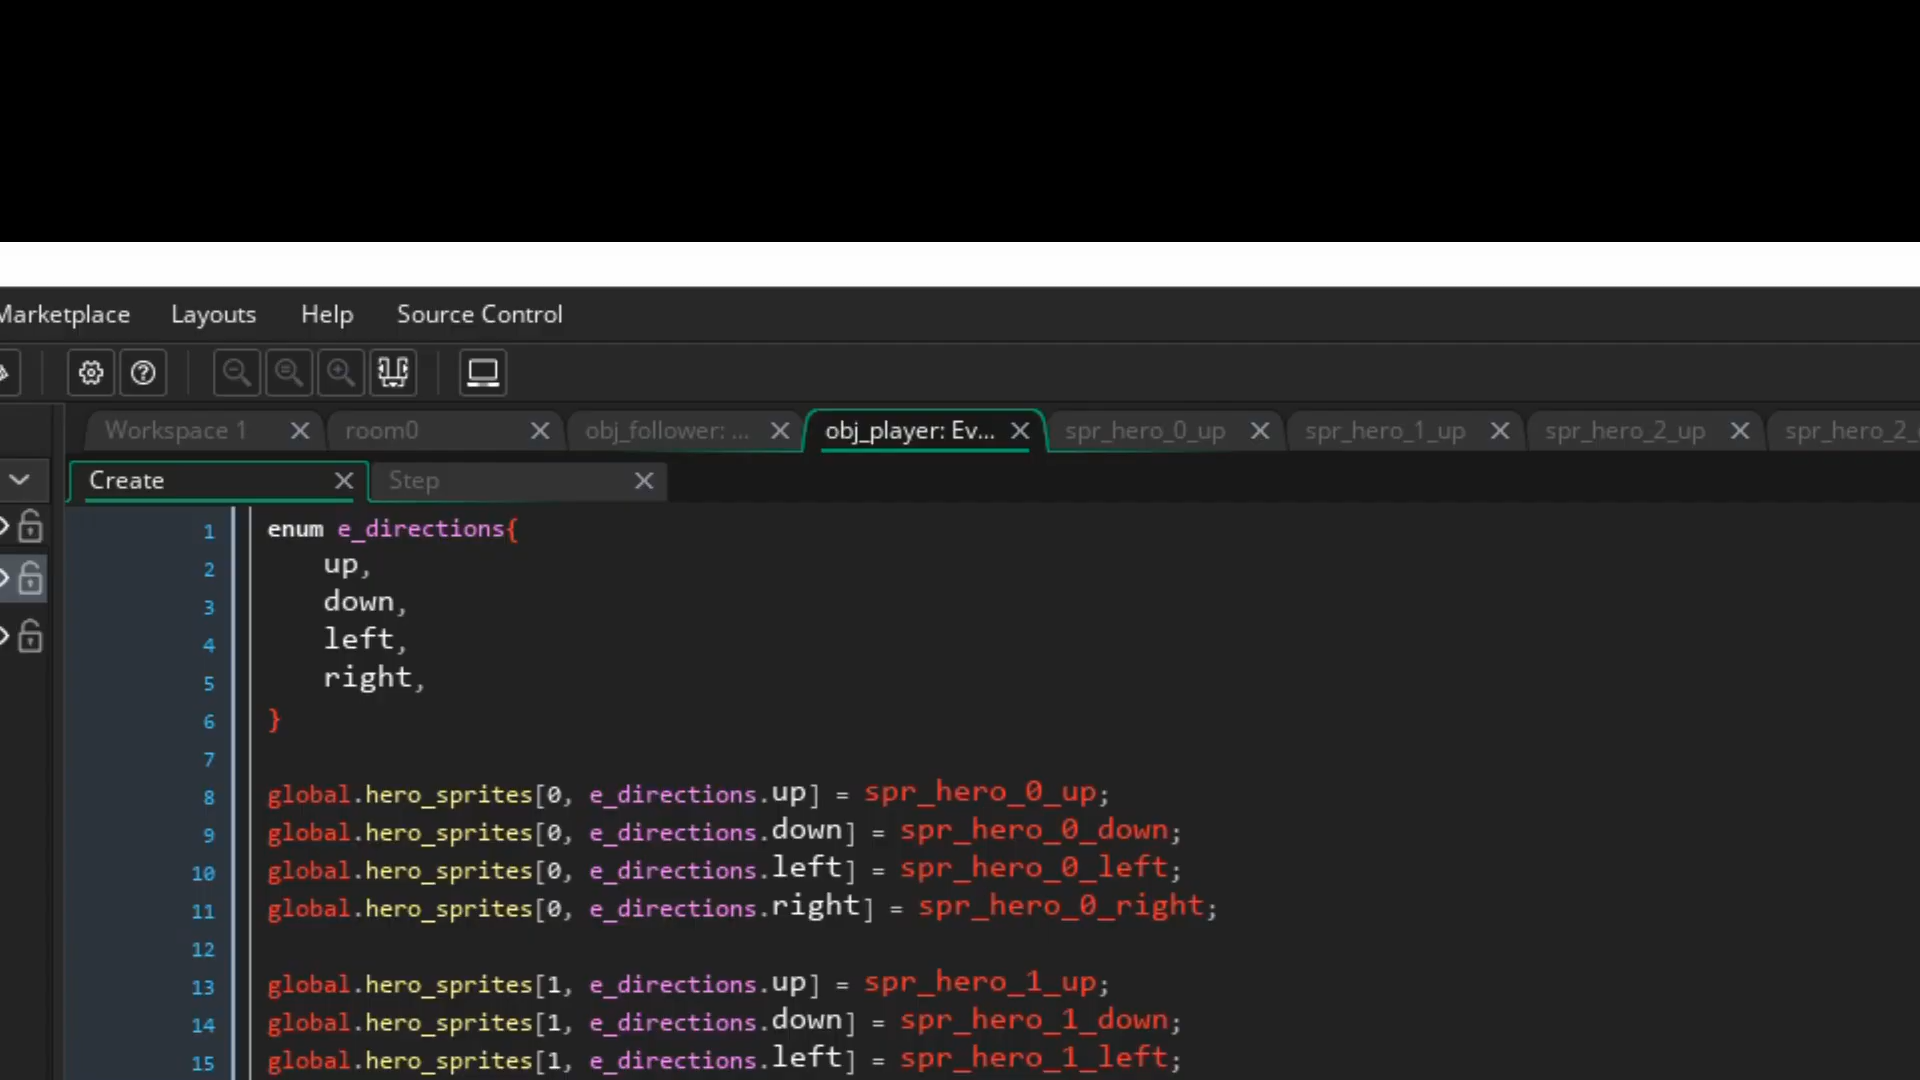 Marketplace Layouts Help Source Control
Workspace 1 room0 obj_follower: ... obj_player: Ev... spr_hero_0_up spr_hero_1_up spr_hero_2_up spr_hero_2_
Create Step
1 enum e_directions{
2 up,
3 down,
4 left,
5 right,
6 }
7
8 global.hero_sprites[0, e_directions.up] = spr_hero_0_up;
9 global.hero_sprites[0, e_directions.down] = spr_hero_0_down;
10 global.hero_sprites[0, e_directions.left] = spr_hero_0_left;
11 global.hero_sprites[0, e_directions.right] = spr_hero_0_right;
12
13 global.hero_sprites[1, e_directions.up] = spr_hero_1_up;
14 global.hero_sprites[1, e_directions.down] = spr_hero_1_down;
15 global.hero_sprites[1, e_directions.left] = spr_hero_1_left;